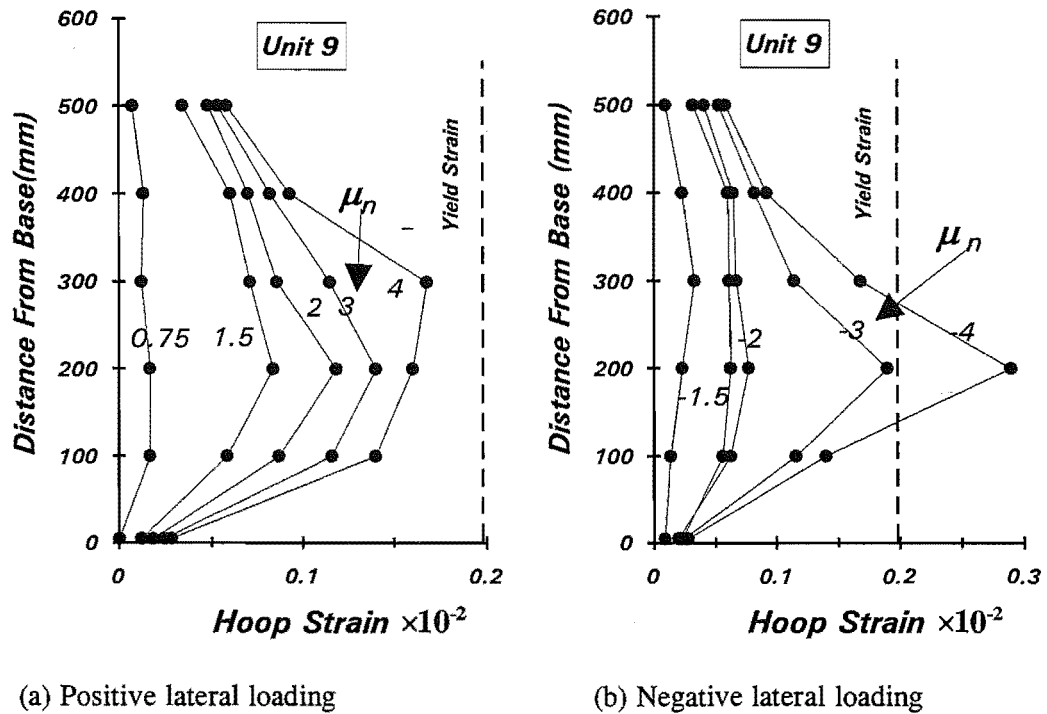 600
Unit 9
500
400
300
200
100
0
Distance From Base(mm)
0.75
1.5
2
3
4
μn
Yield Strain
0
0.1
0.2
Hoop Strain ×10-2
(a) Positive lateral loading
600
Unit 9
500
400
300
200
100
0
Distance From Base (mm)
-1.5
-2
-3
-4
μn
Yield Strain
0
0.1
0.2
0.3
Hoop Strain ×10-2
(b) Negative lateral loading